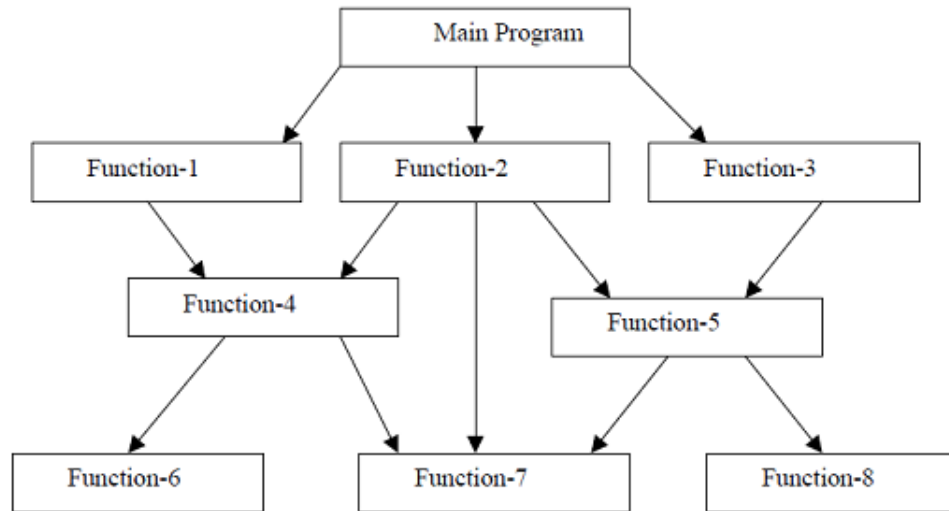 Main Program
Function-1
Function-2
Function-3
Function-4
Function-5
Function-6
Function-7
Function-8